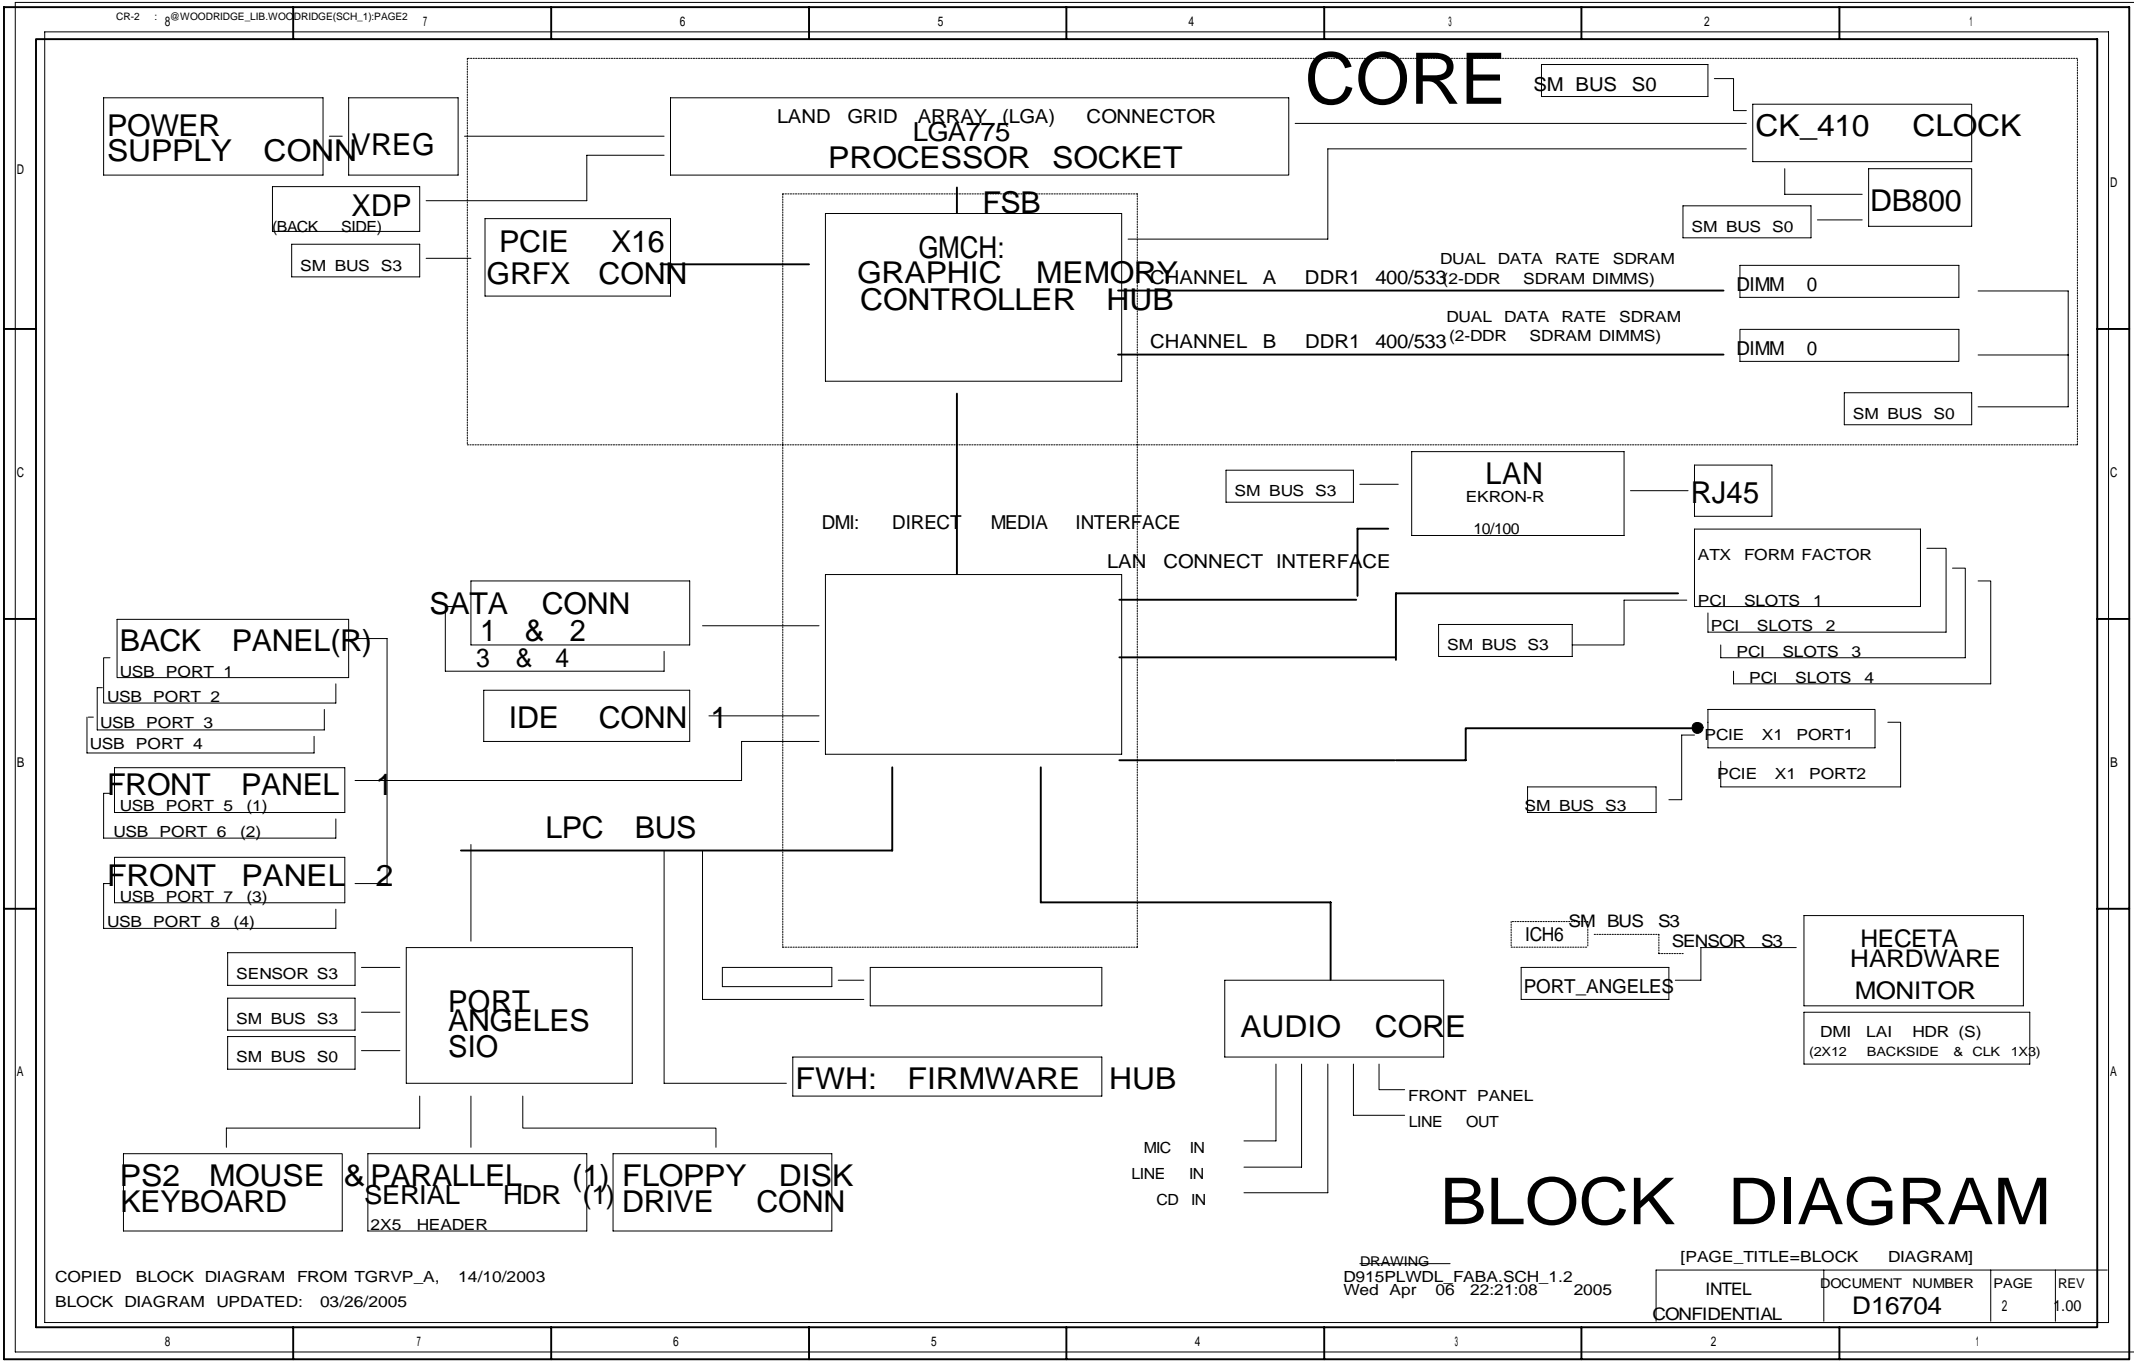 CR-2 : @WOODRIDGE_LIB.WOODRIDGE(SCH_1):PAGE2
8 7 6 5 4 3 2 1
CORE
SM BUS S0
POWER
SUPPLY CONN
VREG
LAND GRID ARRAY (LGA) CONNECTOR
LGA775
PROCESSOR SOCKET
CK_410 CLOCK
D
D
XDP
(BACK SIDE)
FSB
DB800
SM BUS S0
SM BUS S3
PCIE X16
GRFX CONN
GMCH:
GRAPHIC MEMORY
CONTROLLER HUB
CHANNEL A DDR1 400/533
DUAL DATA RATE SDRAM
(2-DDR SDRAM DIMMS)
DIMM 0
CHANNEL B DDR1 400/533
DUAL DATA RATE SDRAM
(2-DDR SDRAM DIMMS)
DIMM 0
SM BUS S0
C
C
SM BUS S3
LAN
EKRON-R
10/100
RJ45
DMI: DIRECT MEDIA INTERFACE
LAN CONNECT INTERFACE
ATX FORM FACTOR
PCI SLOTS 1
PCI SLOTS 2
PCI SLOTS 3
PCI SLOTS 4
SM BUS S3
SATA CONN
1 & 2
3 & 4
BACK PANEL(R)
USB PORT 1
USB PORT 2
USB PORT 3
USB PORT 4
IDE CONN 1
PCIE X1 PORT1
PCIE X1 PORT2
SM BUS S3
B
B
FRONT PANEL 1
USB PORT 5 (1)
USB PORT 6 (2)
LPC BUS
FRONT PANEL 2
USB PORT 7 (3)
USB PORT 8 (4)
SM BUS S3
ICH6
SENSOR S3
PORT_ANGELES
HECETA
HARDWARE
MONITOR
DMI LAI HDR (S)
(2X12 BACKSIDE & CLK 1X3)
SENSOR S3
SM BUS S3
SM BUS S0
PORT
ANGELES
SIO
AUDIO CORE
A
A
FWH: FIRMWARE HUB
FRONT PANEL
LINE OUT
MIC IN
LINE IN
CD IN
PS2 MOUSE &
KEYBOARD
PARALLEL (1)
SERIAL HDR (1)
2X5 HEADER
FLOPPY DISK
DRIVE CONN
BLOCK DIAGRAM
COPIED BLOCK DIAGRAM FROM TGRVP_A, 14/10/2003
BLOCK DIAGRAM UPDATED: 03/26/2005
DRAWING
D915PLWDL_FABA.SCH_1.2
Wed Apr 06 22:21:08 2005
[PAGE_TITLE=BLOCK DIAGRAM]
INTEL
CONFIDENTIAL
DOCUMENT NUMBER
D16704
PAGE
2
REV
1.00
8 7 6 5 4 3 2 1